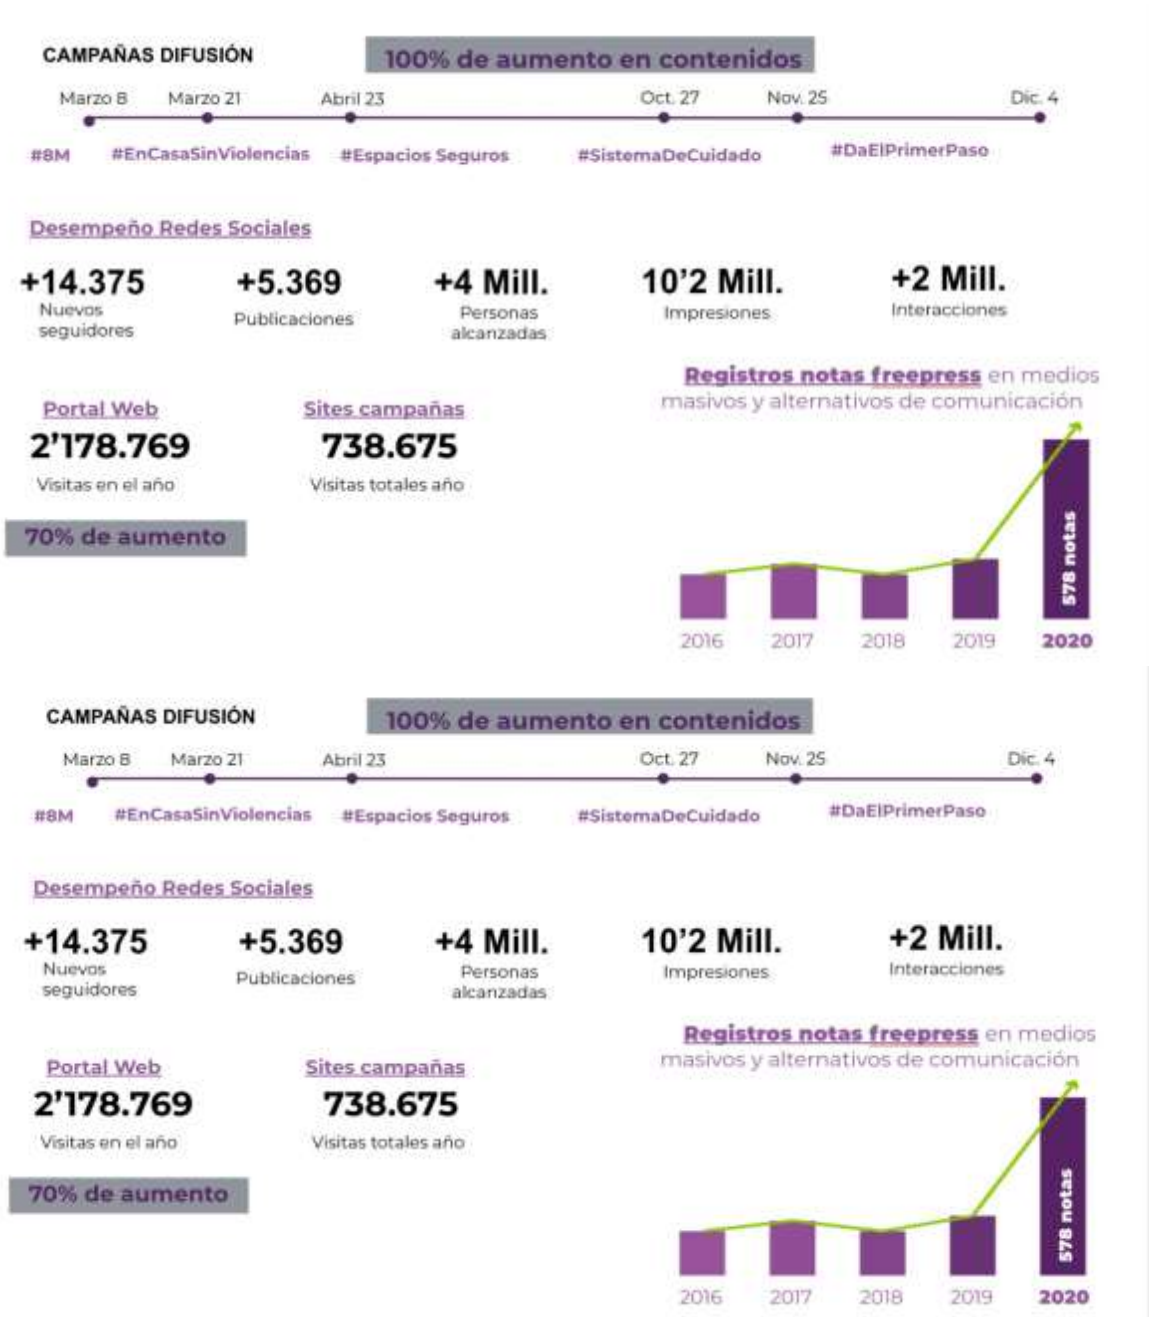 CAMPAÑAS DIFUSIÓN
100% de aumento en contenidos
Marzo 8 Marzo 21 Abril 23 Oct. 27 Nov. 25 Dic. 4
#8M #EnCasaSinViolencias #Espacios Seguros #SistemaDeCuidado #DaElPrimerPaso
Desempeño Redes Sociales
+14.375 +5.369 +4 Mill. 10’2 Mill. +2 Mill.
Nuevos seguidores Publicaciones Personas alcanzadas Impresiones Interacciones
Registros notas freepress en medios
masivos y alternativos de comunicación
Portal Web Sites campañas
2’178.769 738.675
Visitas en el año Visitas totales año
70% de aumento
578 notas
2016 2017 2018 2019 2020
CAMPAÑAS DIFUSIÓN
100% de aumento en contenidos
Marzo 8 Marzo 21 Abril 23 Oct. 27 Nov. 25 Dic. 4
#8M #EnCasaSinViolencias #Espacios Seguros #SistemaDeCuidado #DaElPrimerPaso
Desempeño Redes Sociales
+14.375 +5.369 +4 Mill. 10’2 Mill. +2 Mill.
Nuevos seguidores Publicaciones Personas alcanzadas Impresiones Interacciones
Registros notas freepress en medios
masivos y alternativos de comunicación
Portal Web Sites campañas
2’178.769 738.675
Visitas en el año Visitas totales año
70% de aumento
578 notas
2016 2017 2018 2019 2020